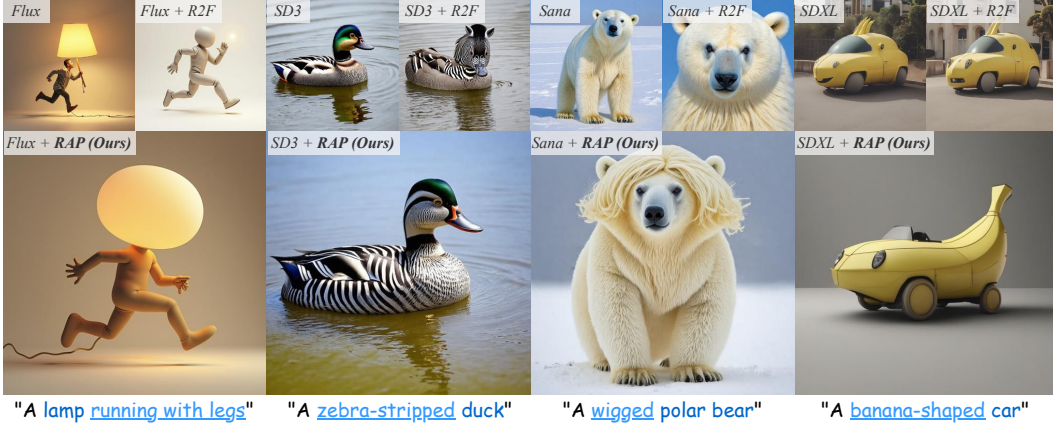 Flux
Flux + R2F
SD3
SD3 + R2F
Sana
Sana + R2F
SDXL
SDXL + R2F
Flux + RAP (Ours)
SD3 + RAP (Ours)
Sana + RAP (Ours)
SDXL + RAP (Ours)
"A lamp running with legs"
"A zebra-stripped duck"
"A wigged polar bear"
"A banana-shaped car"